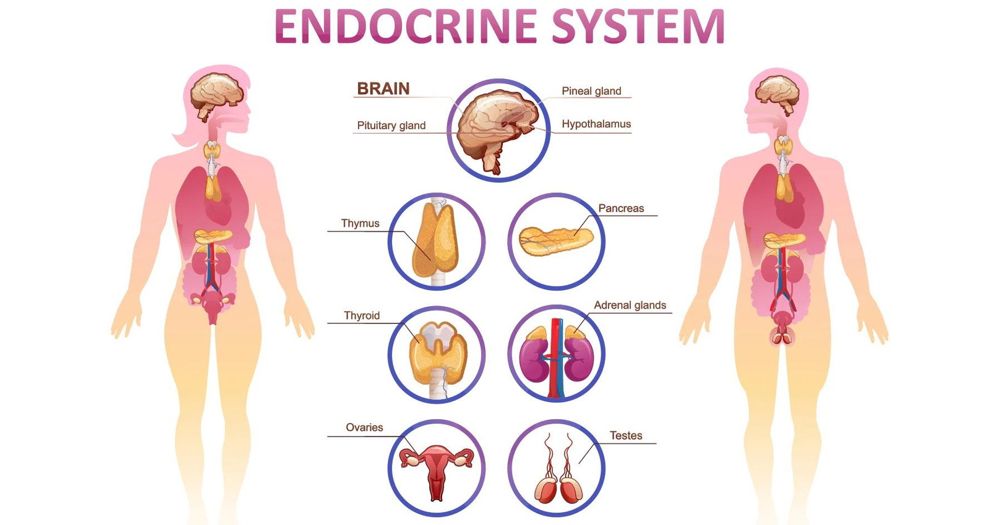 ENDOCRINE SYSTEM
BRAIN
Pineal gland
Pituitary gland
Hypothalamus
Thymus
Pancreas
Thyroid
Adrenal glands
Ovaries
Testes